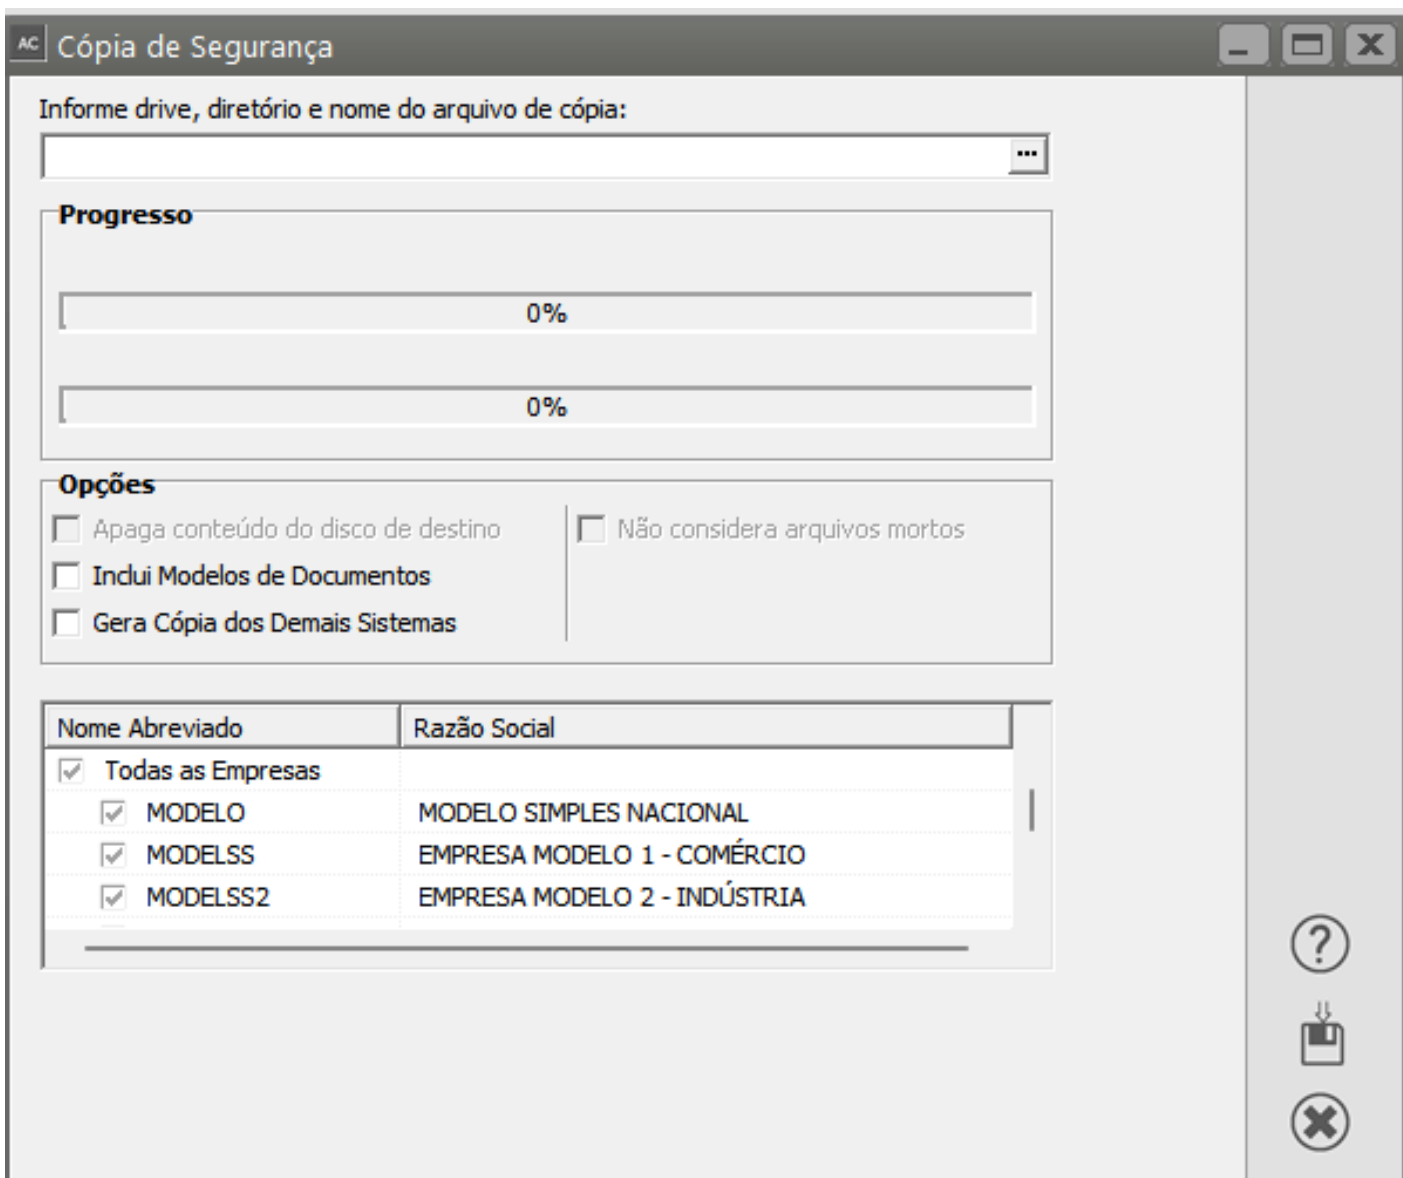 AC Cópia de Segurança
Informe drive, diretório e nome do arquivo de cópia:
...
Progresso
0%
0%
Opções
Apaga conteúdo do disco de destino Não considera arquivos mortos
Inclui Modelos de Documentos
Gera Cópia dos Demais Sistemas
Nome Abreviado Razão Social
Todas as Empresas
MODELO MODELO SIMPLES NACIONAL
MODELSS EMPRESA MODELO 1 - COMÉRCIO
MODELSS2 EMPRESA MODELO 2 - INDÚSTRIA
?